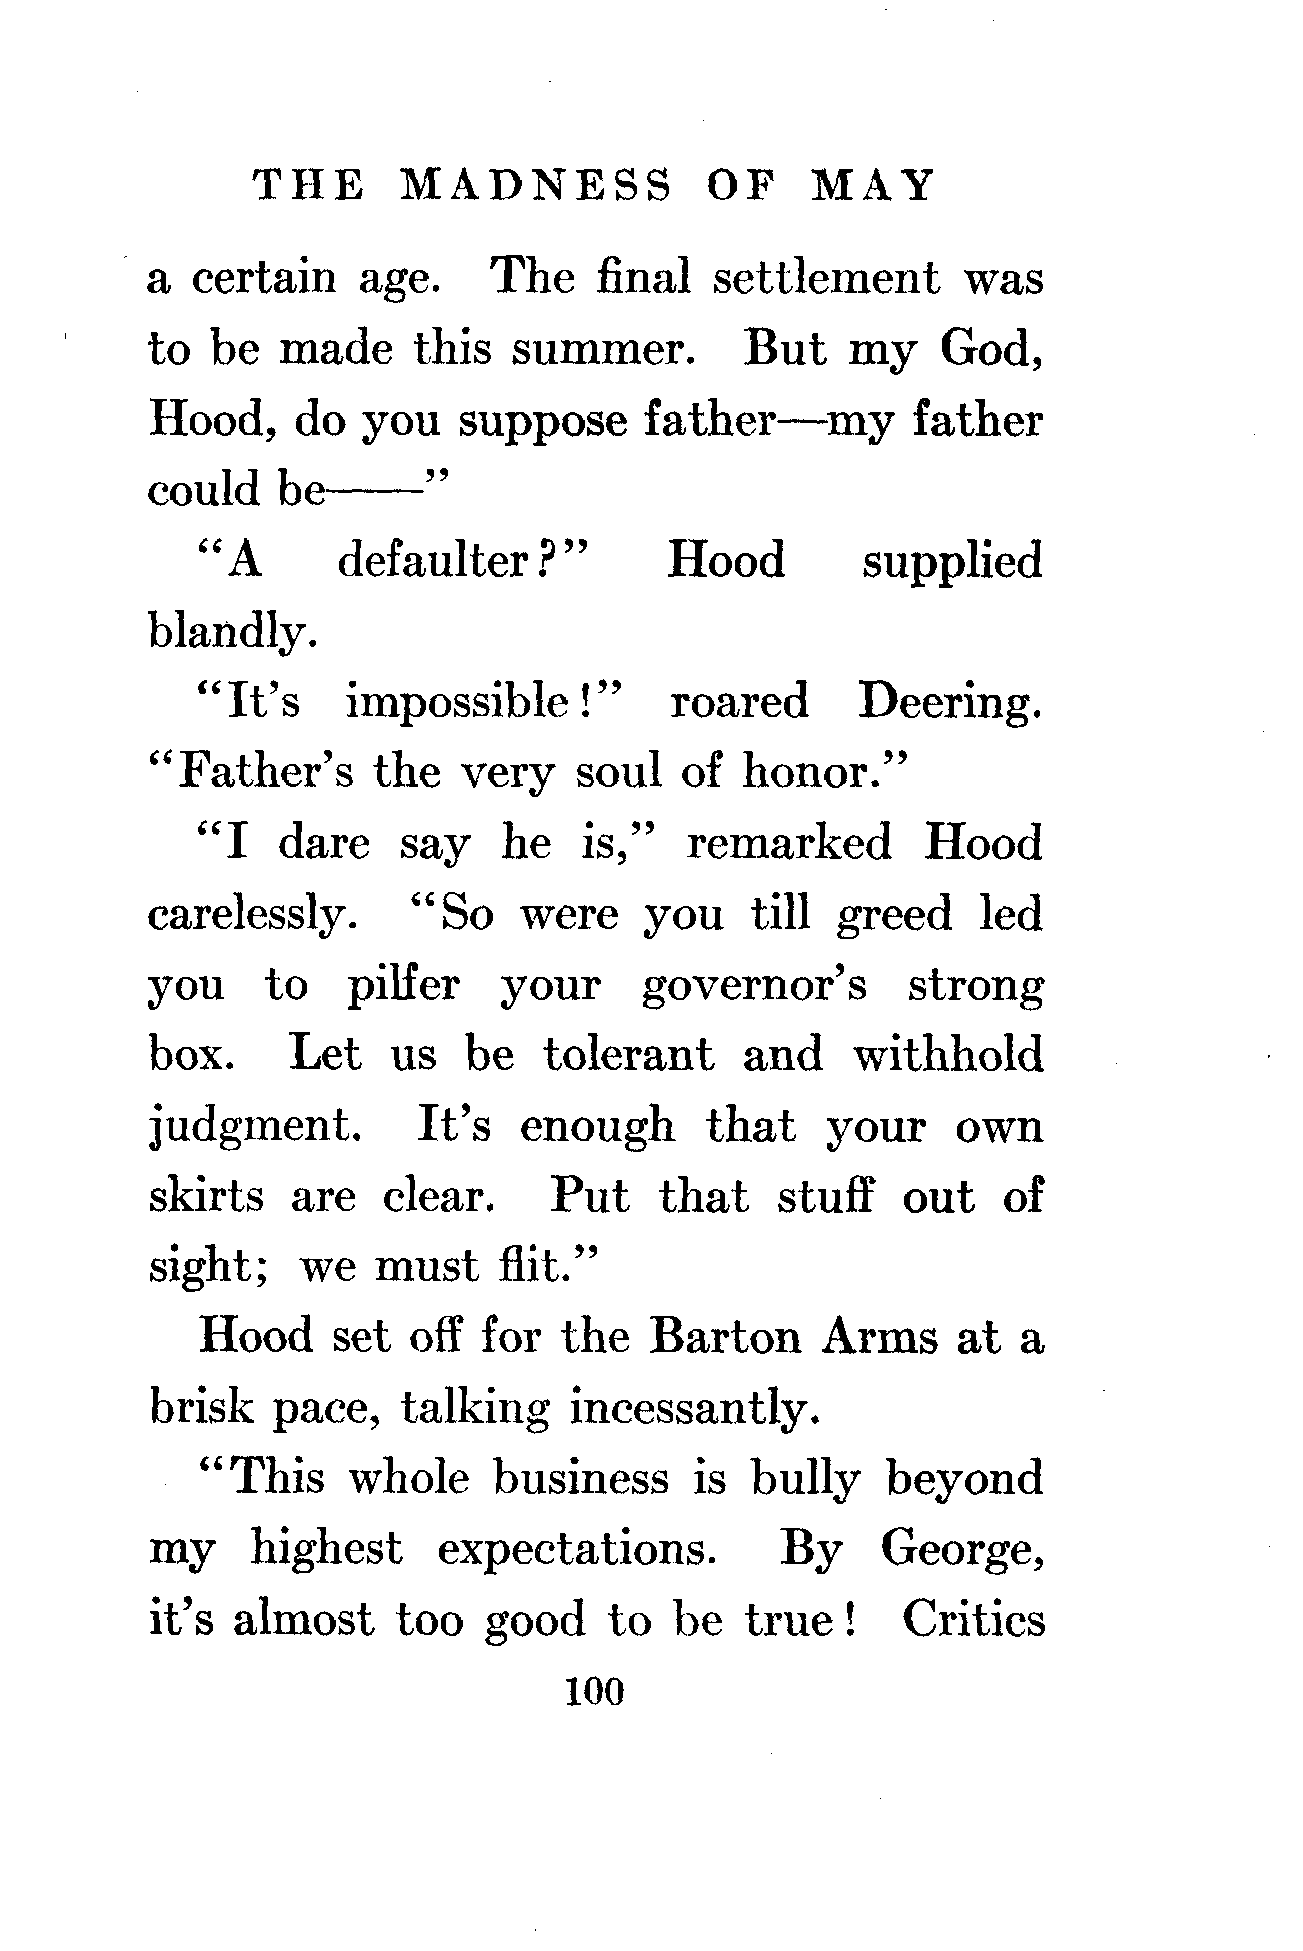 THE MADNESS OF MAY
a certain age. The final settlement was
to be made this summer. But my God,
Hood, do you suppose father—my father
could be——”
“A defaulter?” Hood supplied
blandly.
“It’s impossible!” roared Deering.
“Father’s the very soul of honor.”
“I dare say he is,” remarked Hood
carelessly. “So were you till greed led
you to pilfer your governor’s strong
box. Let us be tolerant and withhold
judgment. It’s enough that your own
skirts are clear. Put that stuff out of
sight; we must flit.”
Hood set off for the Barton Arms at a
brisk pace, talking incessantly.
“This whole business is bully beyond
my highest expectations. By George,
it’s almost too good to be true! Critics
100